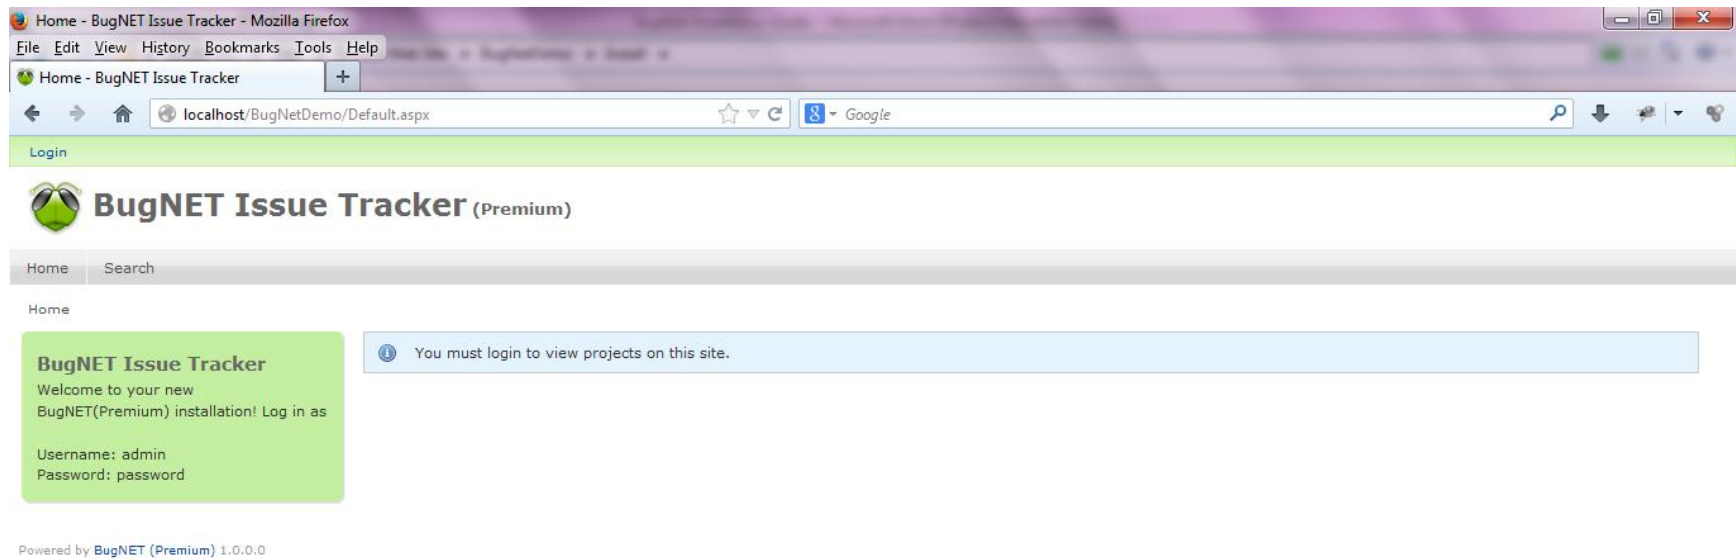 Home - BugNET Issue Tracker - Mozilla Firefox
File Edit View History Bookmarks Tools Help
Home - BugNET Issue Tracker
localhost/BugNetDemo/Default.aspx
Google
Login
BugNET Issue Tracker (Premium)
Home Search
Home
BugNET Issue Tracker
Welcome to your new
BugNET(Premium) installation! Log in as
Username: admin
Password: password
You must login to view projects on this site.
Powered by BugNET (Premium) 1.0.0.0